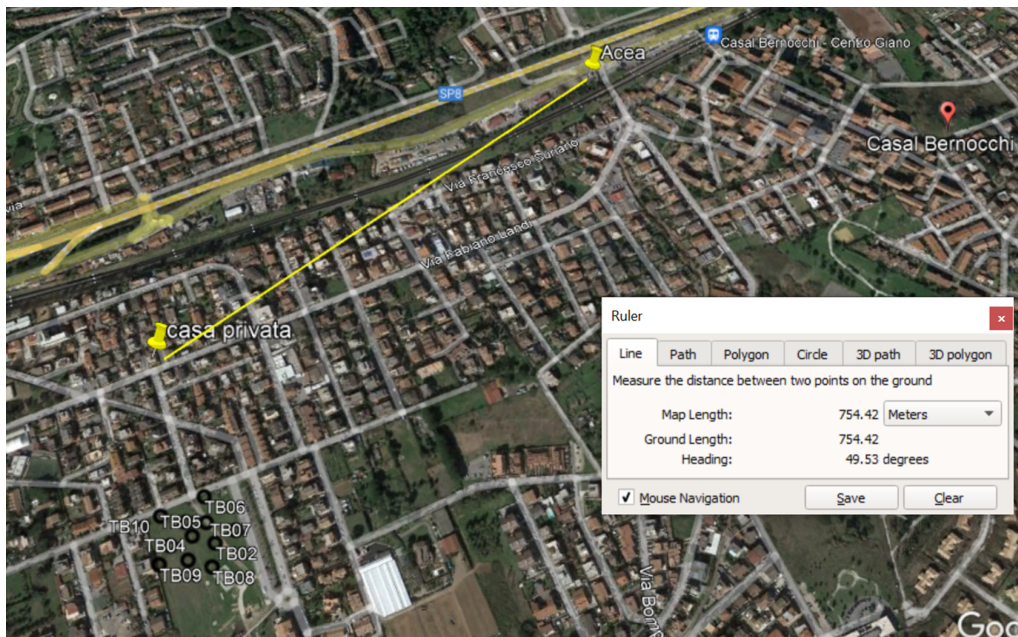 Casal Bernocchi - Centro Giano
Acea
SP8
Casal Bernocchi
Via Francesco Orlario
via
Via Fabiano Landi
casa privata
Ruler
Line
Path
Polygon
Circle
3D path
3D polygon
Measure the distance between two points on the ground
Map Length: 754.42 Meters
Ground Length: 754.42
Heading: 49.53 degrees
Mouse Navigation
Save
Clear
TB06
TB10
TB05
TB07
TB04
TB02
TB09
TB08
Goo